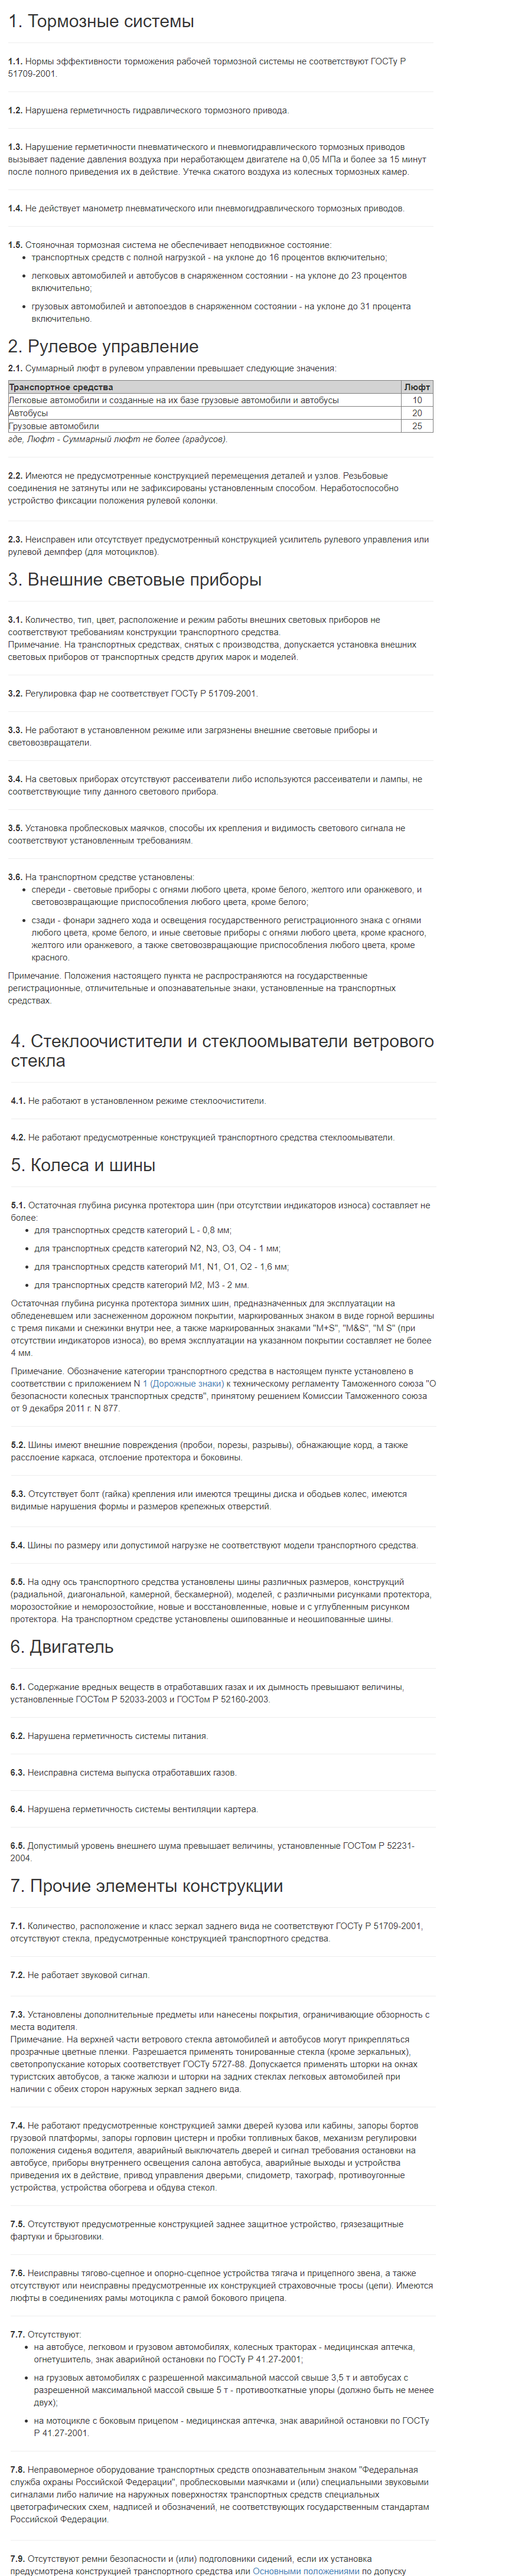 1. Тормозные системы
1.1. Нормы эффективности торможения рабочей тормозной системы не соответствуют ГОСТу Р
51709-2001.
1.2. Нарушена герметичность гидравлического тормозного привода.
1.3. Нарушение герметичности пневматического и пневмогидравлического тормозных приводов
вызывает падение давления воздуха при неработающем двигателе на 0,05 МПа и более за 15 минут
после полного приведения их в действие. Утечка сжатого воздуха из колесных тормозных камер.
1.4. Не действует манометр пневматического или пневмогидравлического тормозных приводов.
1.5. Стояночная тормозная система не обеспечивает неподвижное состояние:
• транспортных средств с полной нагрузкой - на уклоне до 16 процентов включительно;
• легковых автомобилей и автобусов в снаряженном состоянии - на уклоне до 23 процентов
включительно;
• грузовых автомобилей и автопоездов в снаряженном состоянии - на уклоне до 31 процента
включительно.
2. Рулевое управление
2.1. Суммарный люфт в рулевом управлении превышает следующие значения:
Транспортное средства Люфт
Легковые автомобили и созданные на их базе грузовые автомобили и автобусы 10
Автобусы 20
Грузовые автомобили 25
где, Люфт - Суммарный люфт не более (градусов).
2.2. Имеются не предусмотренные конструкцией перемещения деталей и узлов. Резьбовые
соединения не затянуты или не зафиксированы установленным способом. Неработоспособно
устройство фиксации положения рулевой колонки.
2.3. Неисправен или отсутствует предусмотренный конструкцией усилитель рулевого управления или
рулевой демпфер (для мотоциклов).
3. Внешние световые приборы
3.1. Количество, тип, цвет, расположение и режим работы внешних световых приборов не
соответствуют требованиям конструкции транспортного средства.
Примечание. На транспортных средствах, снятых с производства, допускается установка внешних
световых приборов от транспортных средств других марок и моделей.
3.2. Регулировка фар не соответствует ГОСТу Р 51709-2001.
3.3. Не работают в установленном режиме или загрязнены внешние световые приборы и
световозвращатели.
3.4. На световых приборах отсутствуют рассеиватели либо используются рассеиватели и лампы, не
соответствующие типу данного светового прибора.
3.5. Установка проблесковых маячков, способы их крепления и видимость светового сигнала не
соответствуют установленным требованиям.
3.6. На транспортном средстве установлены:
• спереди - световые приборы с огнями любого цвета, кроме белого, желтого или оранжевого, и
световозвращающие приспособления любого цвета, кроме белого;
• сзади - фонари заднего хода и освещения государственного регистрационного знака с огнями
любого цвета, кроме белого, и иные световые приборы с огнями любого цвета, кроме красного,
желтого или оранжевого, а также световозвращающие приспособления любого цвета, кроме
красного.
Примечание. Положения настоящего пункта не распространяются на государственные
регистрационные, отличительные и опознавательные знаки, установленные на транспортных
средствах.
4. Стеклоочистители и стеклоомыватели ветрового
стекла
4.1. Не работают в установленном режиме стеклоочистители.
4.2. Не работают предусмотренные конструкцией транспортного средства стеклоомыватели.
5. Колеса и шины
5.1. Остаточная глубина рисунка протектора шин (при отсутствии индикаторов износа) составляет не
более:
• для транспортных средств категорий L - 0,8 мм;
• для транспортных средств категорий N2, N3, O3, O4 - 1 мм;
• для транспортных средств категорий M1, N1, O1, O2 - 1,6 мм;
• для транспортных средств категорий M2, M3 - 2 мм.
Остаточная глубина рисунка протектора зимних шин, предназначенных для эксплуатации на
обледеневшем или заснеженном дорожном покрытии, маркированных знаком в виде горной вершины
с тремя пиками и снежинки внутри нее, а также маркированных знаками "M+S", "M&S", "M S" (при
отсутствии индикаторов износа), во время эксплуатации на указанном покрытии составляет не более
4 мм.
Примечание. Обозначение категории транспортного средства в настоящем пункте установлено в
соответствии с приложением N 1 (Дорожные знаки) к техническому регламенту Таможенного союза "О
безопасности колесных транспортных средств", принятому решением Комиссии Таможенного союза
от 9 декабря 2011 г. N 877.
5.2. Шины имеют внешние повреждения (пробои, порезы, разрывы), обнажающие корд, а также
расслоение каркаса, отслоение протектора и боковины.
5.3. Отсутствует болт (гайка) крепления или имеются трещины диска и ободьев колес, имеются
видимые нарушения формы и размеров крепежных отверстий.
5.4. Шины по размеру или допустимой нагрузке не соответствуют модели транспортного средства.
5.5. На одну ось транспортного средства установлены шины различных размеров, конструкций
(радиальной, диагональной, камерной, бескамерной), моделей, с различными рисунками протектора,
морозостойкие и неморозостойкие, новые и восстановленные, новые и с углубленным рисунком
протектора. На транспортном средстве установлены ошипованные и неошипованные шины.
6. Двигатель
6.1. Содержание вредных веществ в отработавших газах и их дымность превышают величины,
установленные ГОСТом Р 52033-2003 и ГОСТом Р 52160-2003.
6.2. Нарушена герметичность системы питания.
6.3. Неисправна система выпуска отработавших газов.
6.4. Нарушена герметичность системы вентиляции картера.
6.5. Допустимый уровень внешнего шума превышает величины, установленные ГОСТом Р 52231-
2004.
7. Прочие элементы конструкции
7.1. Количество, расположение и класс зеркал заднего вида не соответствуют ГОСТу Р 51709-2001,
отсутствуют стекла, предусмотренные конструкцией транспортного средства.
7.2. Не работает звуковой сигнал.
7.3. Установлены дополнительные предметы или нанесены покрытия, ограничивающие обзорность с
места водителя.
Примечание. На верхней части ветрового стекла автомобилей и автобусов могут прикрепляться
прозрачные цветные пленки. Разрешается применять тонированные стекла (кроме зеркальных),
светопропускание которых соответствует ГОСТу 5727-88. Допускается применять шторки на окнах
туристских автобусов, а также жалюзи и шторки на задних стеклах легковых автомобилей при
наличии с обеих сторон наружных зеркал заднего вида.
7.4. Не работают предусмотренные конструкцией замки дверей кузова или кабины, запоры бортов
грузовой платформы, запоры горловин цистерн и пробки топливных баков, механизм регулировки
положения сиденья водителя, аварийный выключатель дверей и сигнал требования остановки на
автобусе, приборы внутреннего освещения салона автобуса, аварийные выходы и устройства
приведения их в действие, привод управления дверьми, спидометр, тахограф, противоугонные
устройства, устройства обогрева и обдува стекол.
7.5. Отсутствуют предусмотренные конструкцией заднее защитное устройство, грязезащитные
фартуки и брызговики.
7.6. Неисправны тягово-сцепное и опорно-сцепное устройства тягача и прицепного звена, а также
отсутствуют или неисправны предусмотренные их конструкцией страховочные тросы (цепи). Имеются
люфты в соединениях рамы мотоцикла с рамой бокового прицепа.
7.7. Отсутствуют:
• на автобусе, легковом и грузовом автомобилях, колесных тракторах - медицинская аптечка,
огнетушитель, знак аварийной остановки по ГОСТу Р 41.27-2001;
• на грузовых автомобилях с разрешенной максимальной массой свыше 3,5 т и автобусах с
разрешенной максимальной массой свыше 5 т - противооткатные упоры (должно быть не менее
двух);
• на мотоцикле с боковым прицепом - медицинская аптечка, знак аварийной остановки по ГОСТу
Р 41.27-2001.
7.8. Неправомерное оборудование транспортных средств опознавательным знаком "Федеральная
служба охраны Российской Федерации", проблесковыми маячками и (или) специальными звуковыми
сигналами либо наличие на наружных поверхностях транспортных средств специальных
цветографических схем, надписей и обозначений, не соответствующих государственным стандартам
Российской Федерации.
7.9. Отсутствуют ремни безопасности и (или) подголовники сидений, если их установка
предусмотрена конструкцией транспортного средства или Основными положениями по допуску